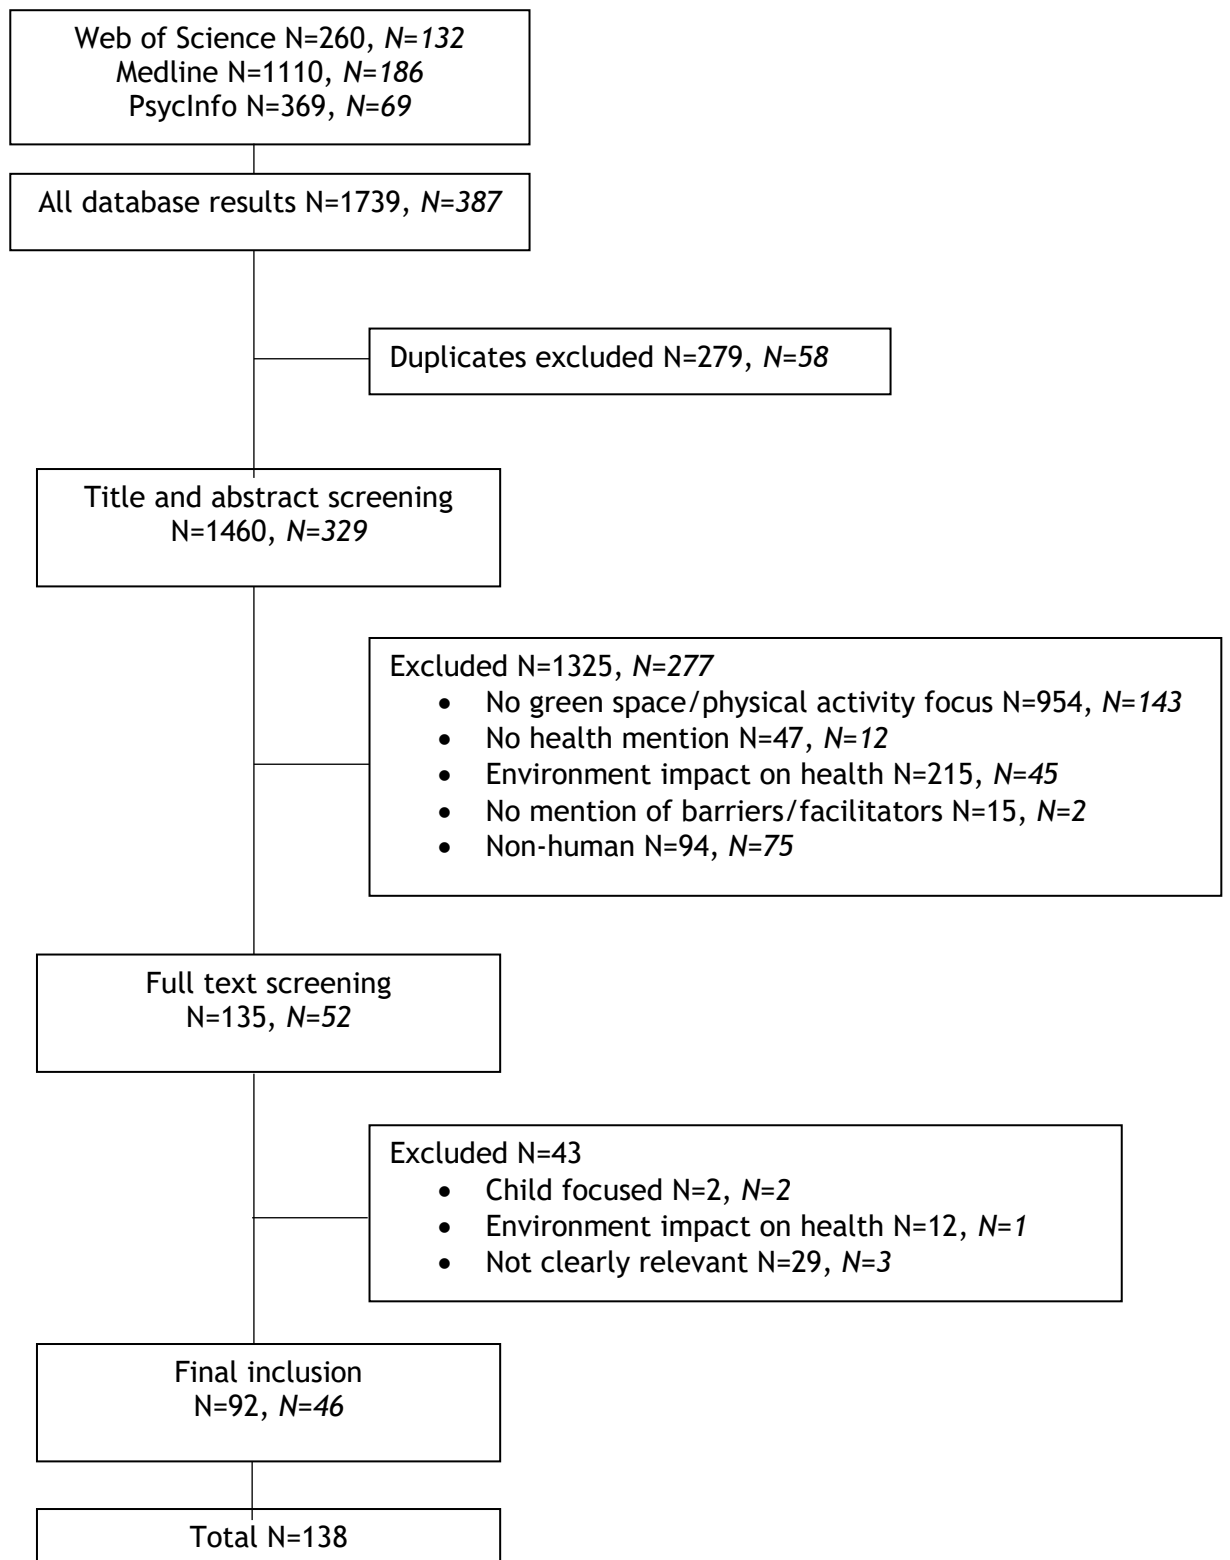 Web of Science N=260, N=132
Medline N=1110, N=186
PsycInfo N=369, N=69
All database results N=1739, N=387
Duplicates excluded N=279, N=58
Title and abstract screening
N=1460, N=329
Excluded N=1325, N=277
• No green space/physical activity focus N=954, N=143
• No health mention N=47, N=12
• Environment impact on health N=215, N=45
• No mention of barriers/facilitators N=15, N=2
• Non-human N=94, N=75
Full text screening
N=135, N=52
Excluded N=43
• Child focused N=2, N=2
• Environment impact on health N=12, N=1
• Not clearly relevant N=29, N=3
Final inclusion
N=92, N=46
Total N=138